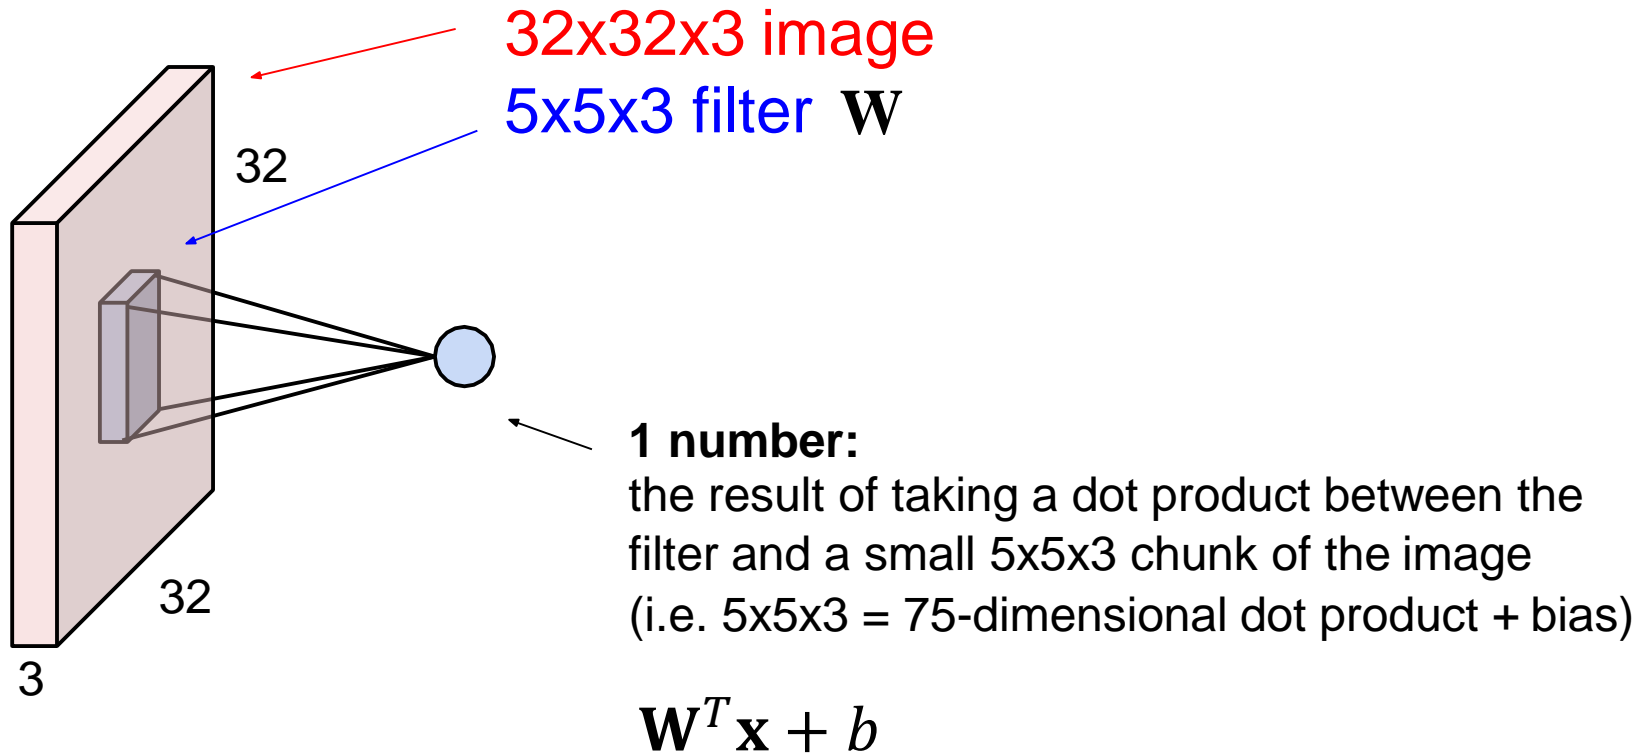 32x32x3 image
5x5x3 filter W
32
32
3
1 number:
the result of taking a dot product between the
filter and a small 5x5x3 chunk of the image
(i.e. 5x5x3 = 75-dimensional dot product + bias)
𝐖ᵀ𝐱 + 𝑏